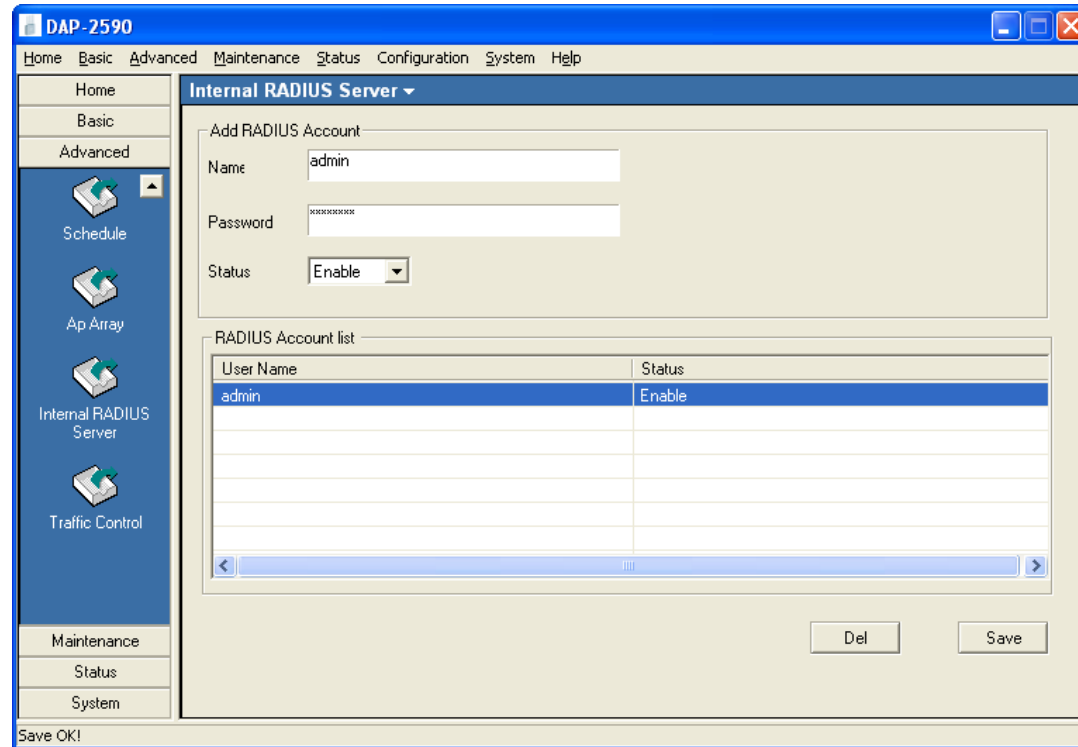 DAP-2590
Home Basic Advanced Maintenance Status Configuration System Help
Home
Basic
Advanced
Schedule
Ap Array
Internal RADIUS
Server
Traffic Control
Maintenance
Status
System
Internal RADIUS Server
Add RADIUS Account
Name admin
Password ********
Status Enable
RADIUS Account list
User Name Status
admin Enable
Del Save
Save OK!